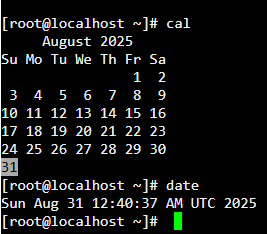 [root@localhost ~]# cal
    August 2025
Su Mo Tu We Th Fr Sa
                1  2
 3  4  5  6  7  8  9
10 11 12 13 14 15 16
17 18 19 20 21 22 23
24 25 26 27 28 29 30
31
[root@localhost ~]# date
Sun Aug 31 12:40:37 AM UTC 2025
[root@localhost ~]#